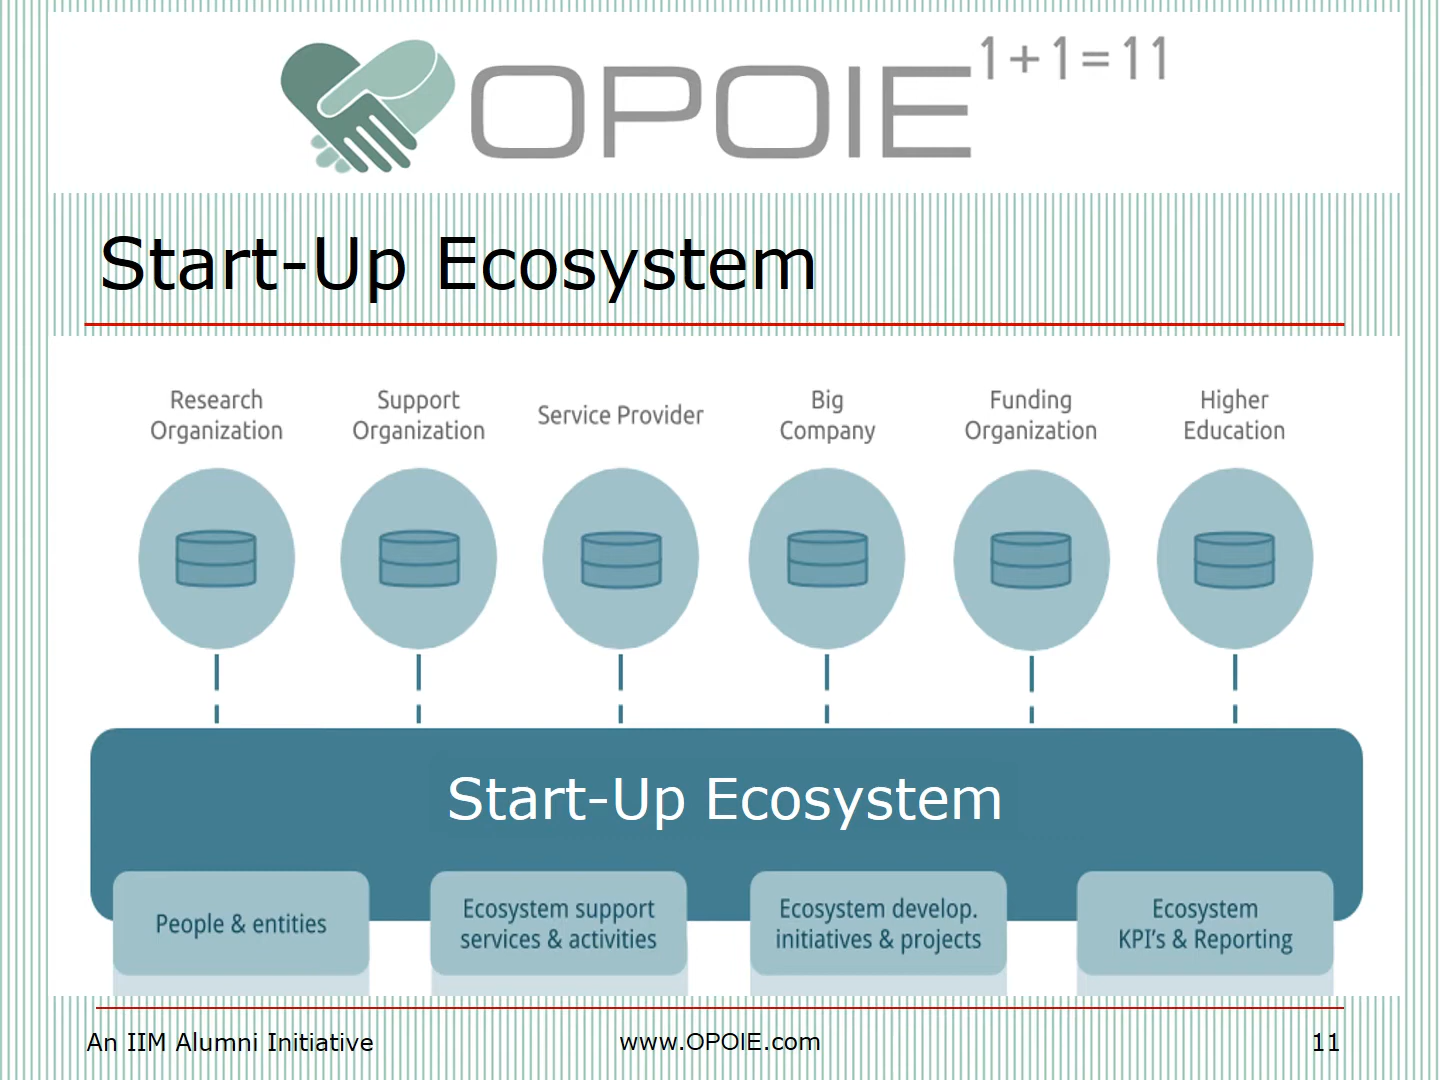 OPOIE 1+1=11
Start-Up Ecosystem
Research
Organization
Support
Organization
Service Provider
Big
Company
Funding
Organization
Higher
Education
Start-Up Ecosystem
People & entities
Ecosystem support
services & activities
Ecosystem develop.
initiatives & projects
Ecosystem
KPI's & Reporting
An IIM Alumni Initiative
www.OPOIE.com
11